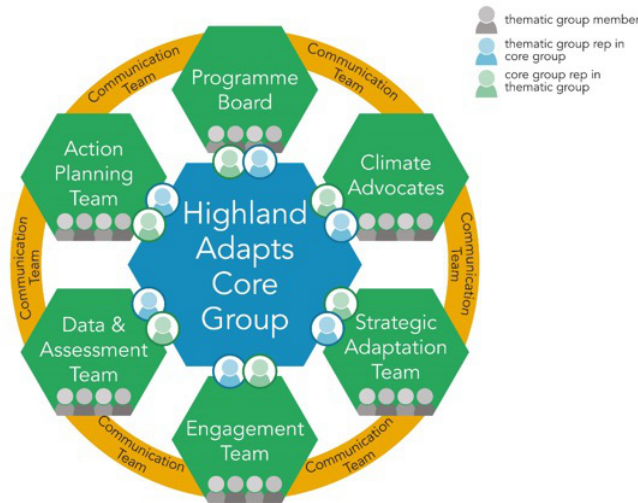 thematic group member
thematic group rep in
core group
core group rep in
thematic group
Communication
Team
Communication
Team
Programme
Board
Action
Planning
Team
Climate
Advocates
Highland
Adapts
Core
Group
Communication
Team
Communication
Team
Data &
Assessment
Team
Strategic
Adaptation
Team
Engagement
Team
Communication
Team
Communication
Team